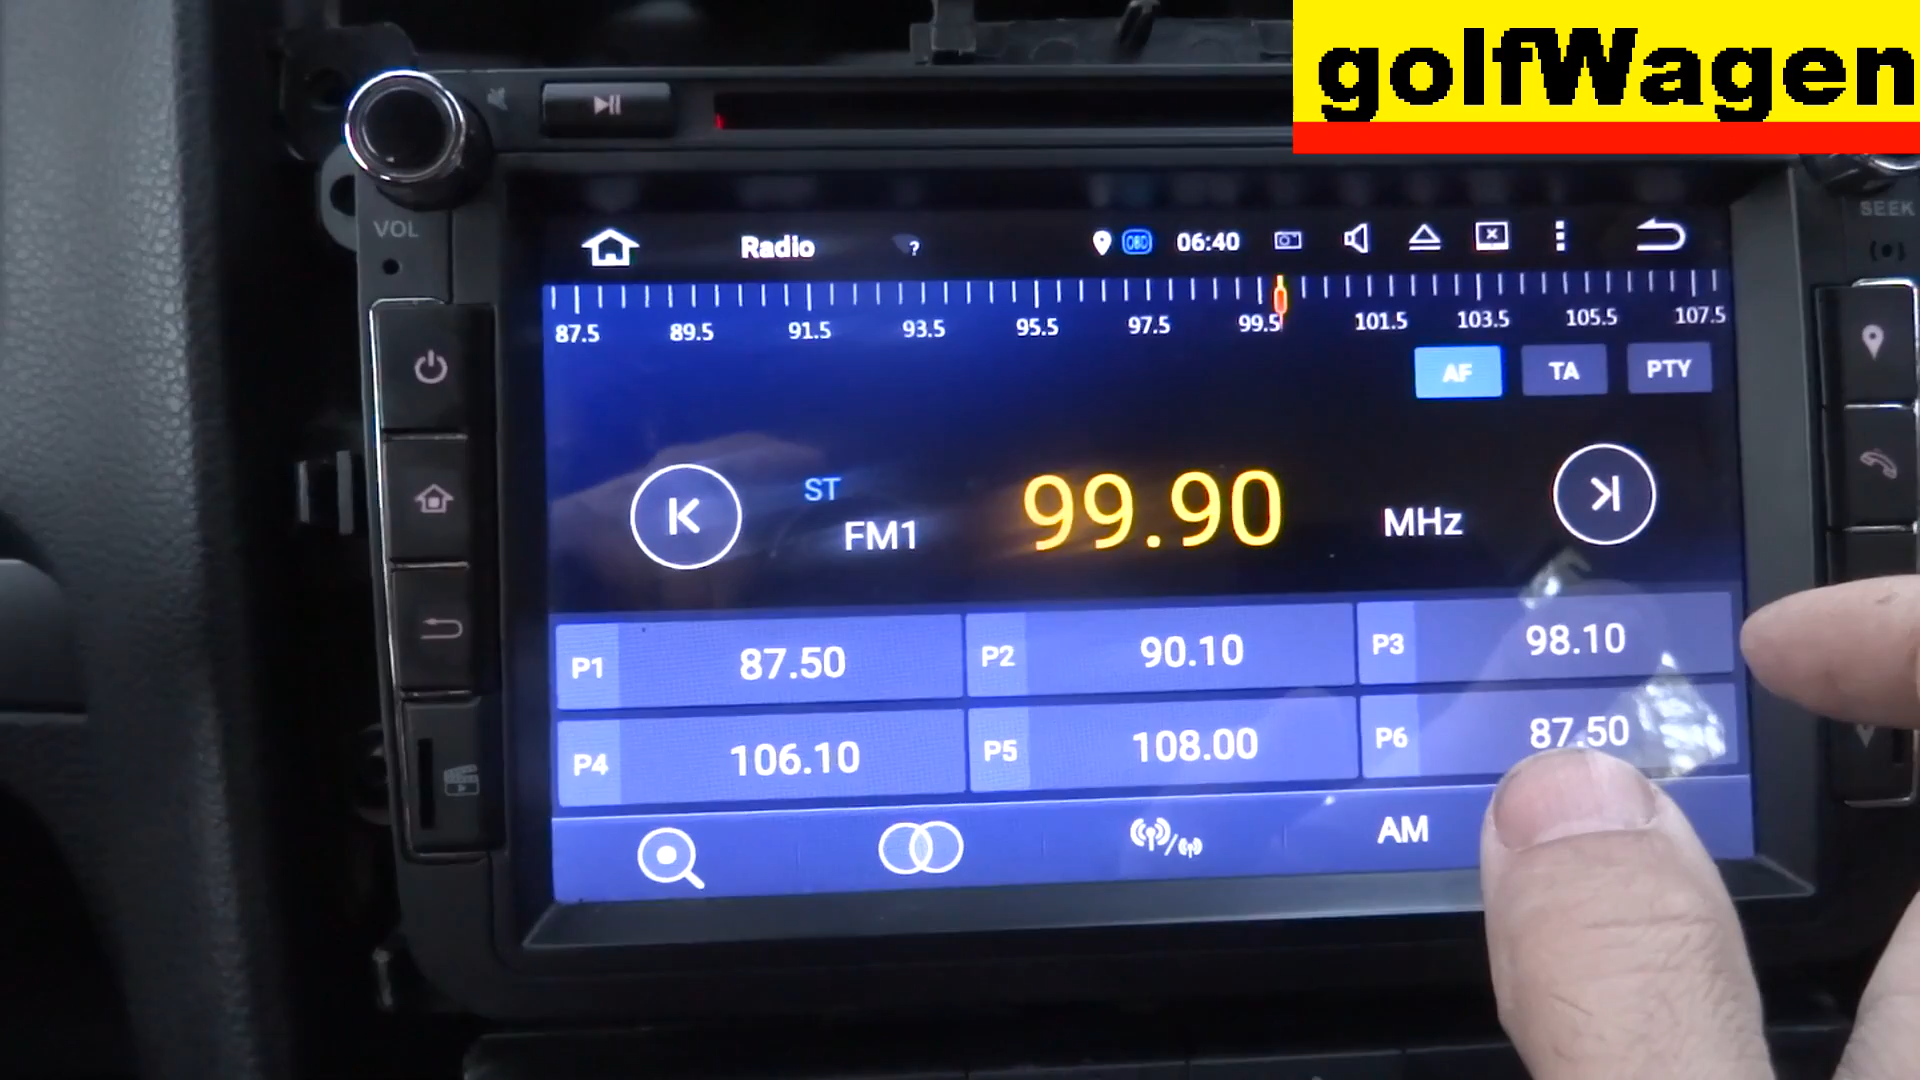 golfWagen
VOL
SEEK
Radio
?
OBD
06:40
87.5 89.5 91.5 93.5 95.5 97.5 99.5 101.5 103.5 105.5 107.5
AF TA PTY
ST
FM1 99.90 MHz
P1 87.50 P2 90.10 P3 98.10
P4 106.10 P5 108.00 P6 87.50
AM